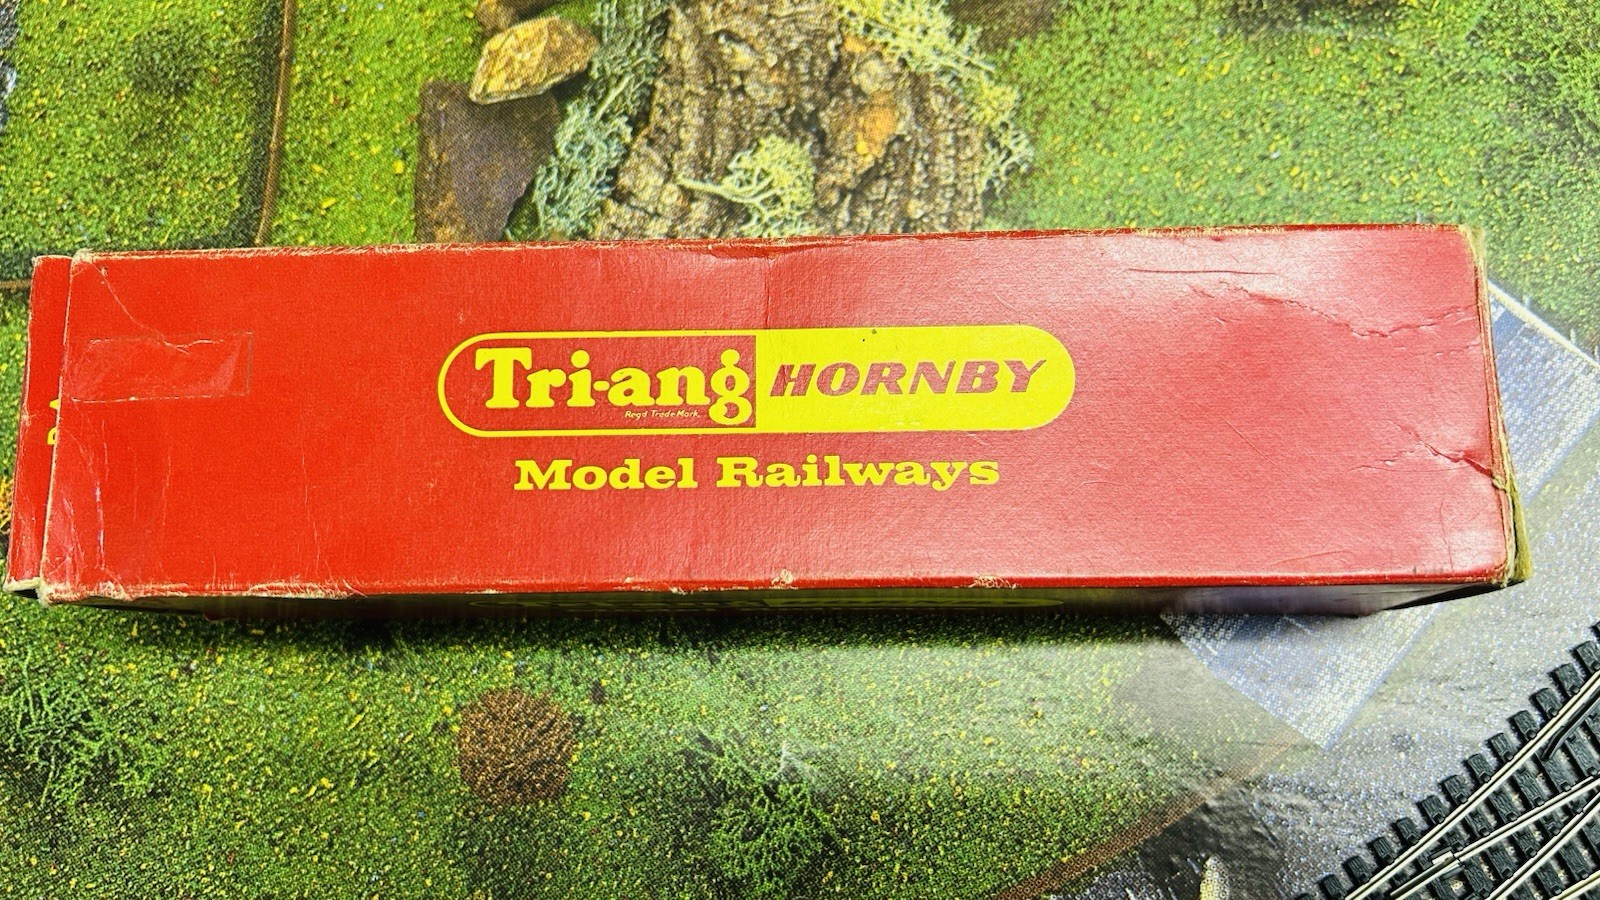 Tri-ang HORNBY
Regd Trade Mark.
Model Railways